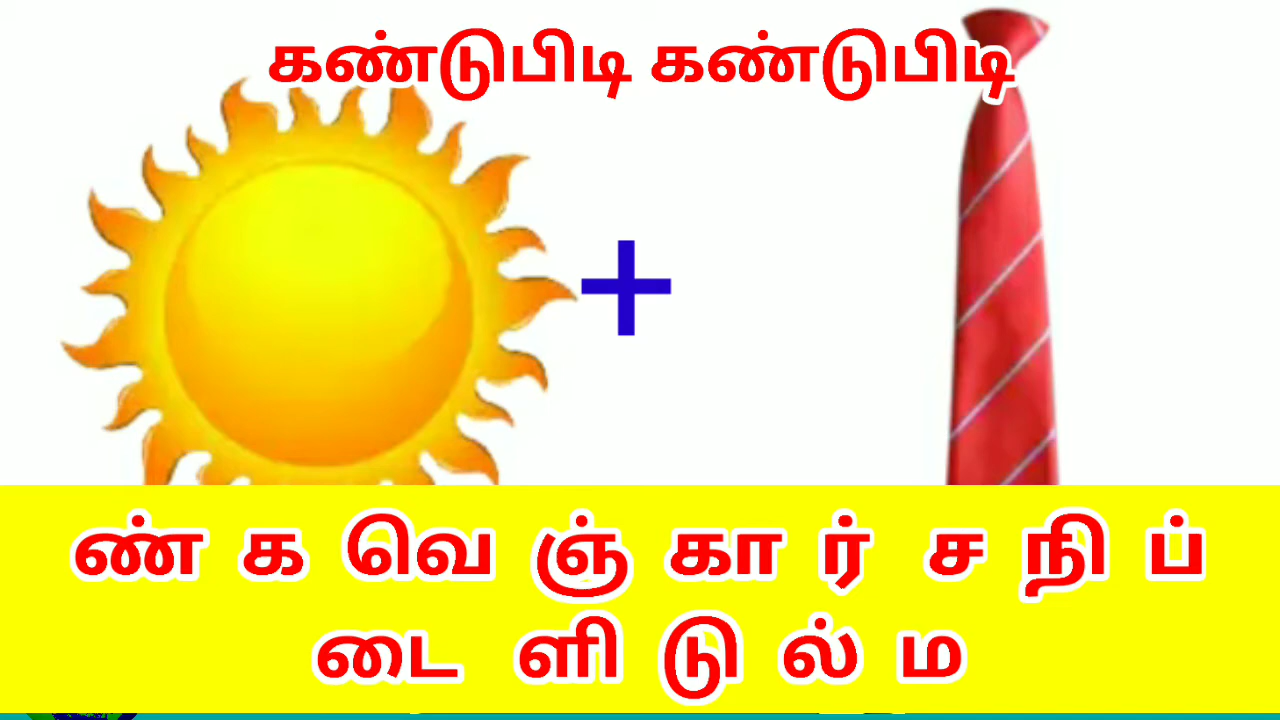 கண்டுபிடி கண்டுபிடி
ண் க வெ ஞ் கா ர் ச நி ப்
டை ளி டு ல் ம